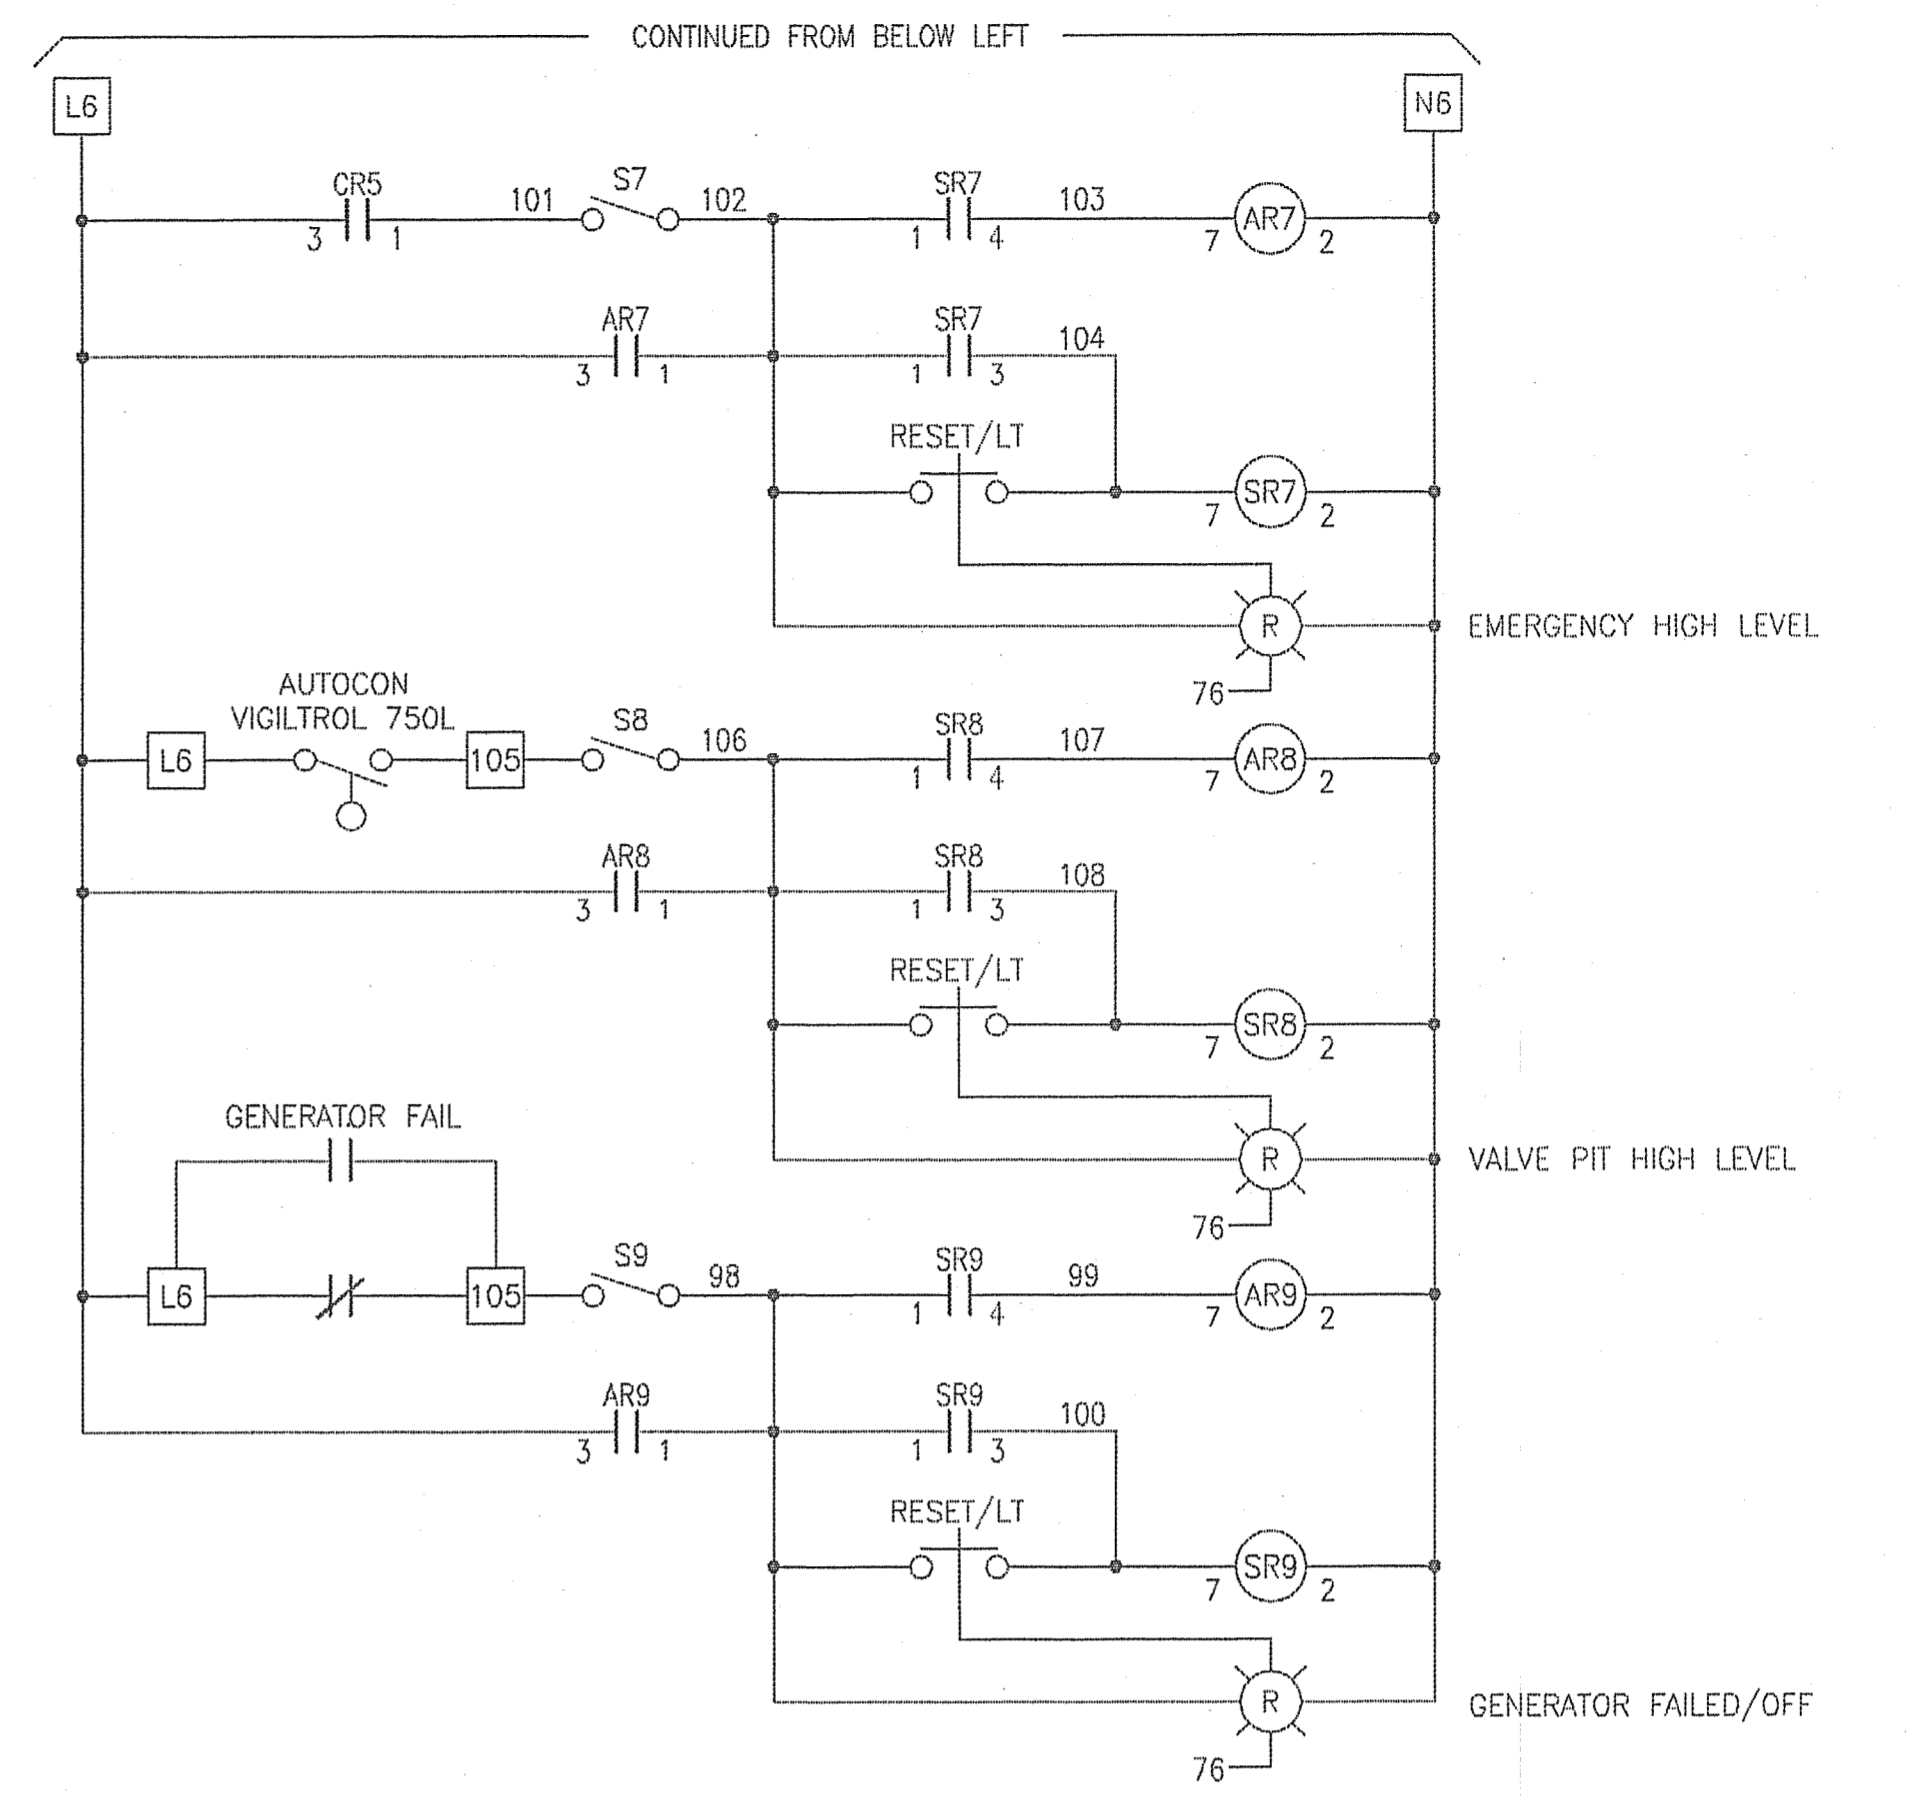 CONTINUED FROM BELOW LEFT
L6
N6
CR5
101
S7
102
SR7
103
AR7
3
1
1
4
7
2
AR7
SR7
104
3
1
1
3
RESET/LT
SR7
7
2
R
EMERGENCY HIGH LEVEL
76
AUTOCON
VIGILTROL 750L
L6
105
S8
106
SR8
107
AR8
1
4
7
2
AR8
SR8
108
3
1
1
3
RESET/LT
SR8
7
2
GENERATOR FAIL
R
VALVE PIT HIGH LEVEL
76
L6
105
S9
98
SR9
99
AR9
1
4
7
2
AR9
SR9
100
3
1
1
3
RESET/LT
SR9
7
2
R
GENERATOR FAILED/OFF
76